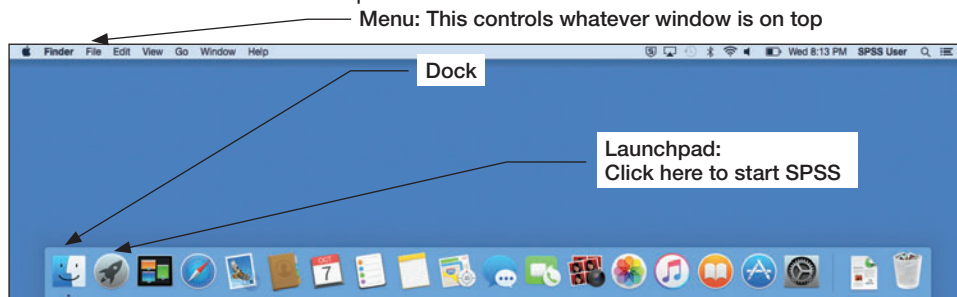 Menu: This controls whatever window is on top
Finder File Edit View Go Window Help Wed 8:13 PM SPSS User
Dock
Launchpad:
Click here to start SPSS
OCT
7